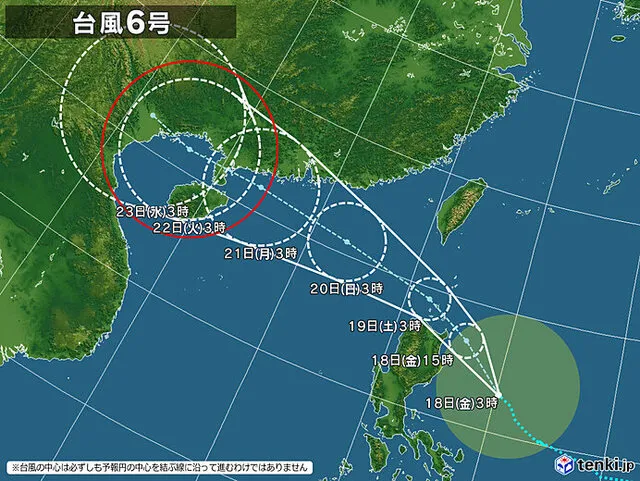 台風6号
23日(水)3時
22日(火)3時
21日(月)3時
20日(日)3時
19日(土)3時
18日(金)15時
18日(金)3時
※台風の中心は必ずしも予報円の中心を結ぶ線に沿って進むわけではありません
tenki.jp